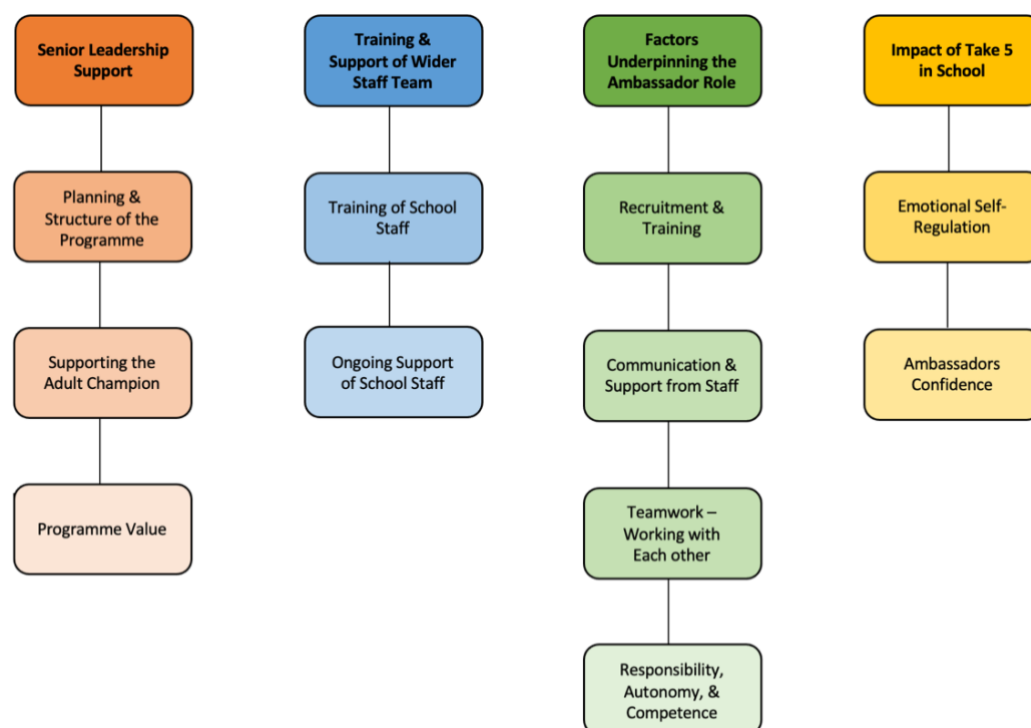 Senior Leadership
Support
Planning &
Structure of the
Programme
Supporting the
Adult Champion
Programme Value
Training &
Support of Wider
Staff Team
Training of School
Staff
Ongoing Support
of School Staff
Factors
Underpinning the
Ambassador Role
Recruitment &
Training
Communication &
Support from Staff
Teamwork –
Working with
Each other
Responsibility,
Autonomy, &
Competence
Impact of Take 5
in School
Emotional Self-
Regulation
Ambassadors
Confidence